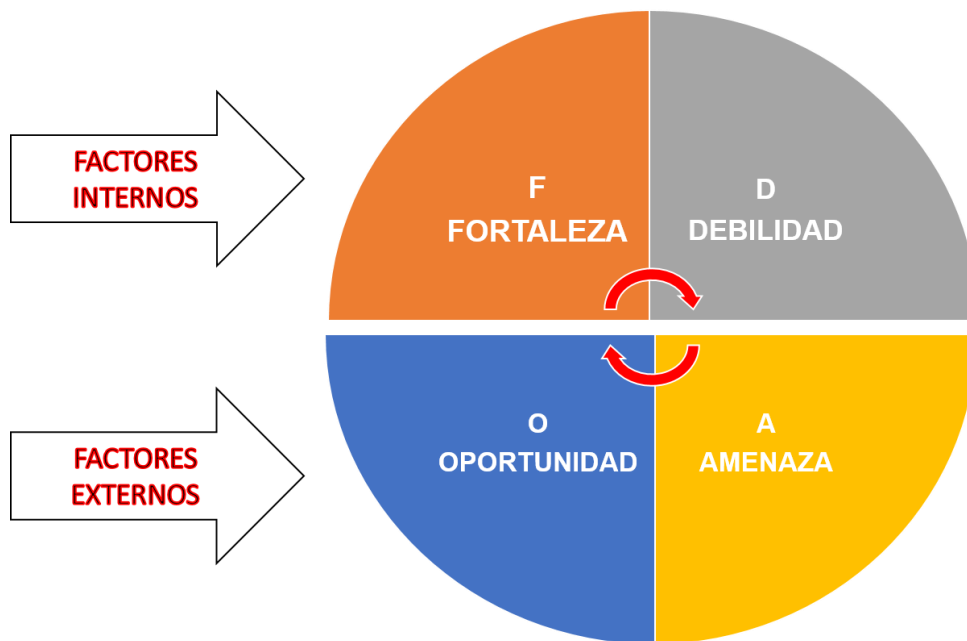 FACTORES
INTERNOS
F
FORTALEZA
D
DEBILIDAD
FACTORES
EXTERNOS
O
OPORTUNIDAD
A
AMENAZA